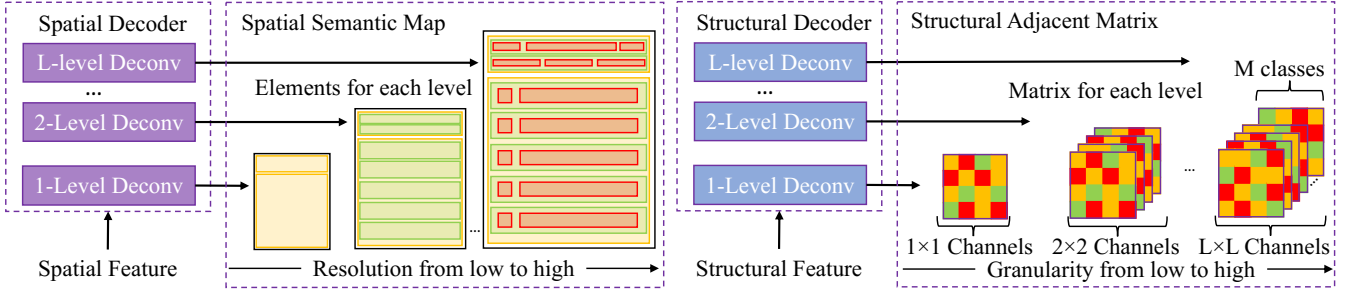 Spatial Decoder
L-level Deconv
...
2-Level Deconv
1-Level Deconv
Spatial Feature
Spatial Semantic Map
Elements for each level
...
Resolution from low to high
Structural Decoder
L-level Deconv
...
2-Level Deconv
1-Level Deconv
Structural Feature
Structural Adjacent Matrix
M classes
Matrix for each level
...
...
1×1 Channels
2×2 Channels
L×L Channels
Granularity from low to high